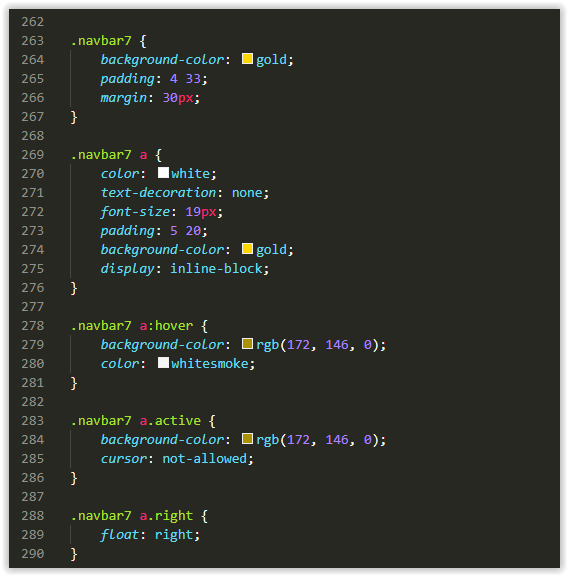 262
263 .navbar7 {
264     background-color: gold;
265     padding: 4 33;
266     margin: 30px;
267 }
268
269 .navbar7 a {
270     color: white;
271     text-decoration: none;
272     font-size: 19px;
273     padding: 5 20;
274     background-color: gold;
275     display: inline-block;
276 }
277
278 .navbar7 a:hover {
279     background-color: rgb(172, 146, 0);
280     color: whitesmoke;
281 }
282
283 .navbar7 a.active {
284     background-color: rgb(172, 146, 0);
285     cursor: not-allowed;
286 }
287
288 .navbar7 a.right {
289     float: right;
290 }